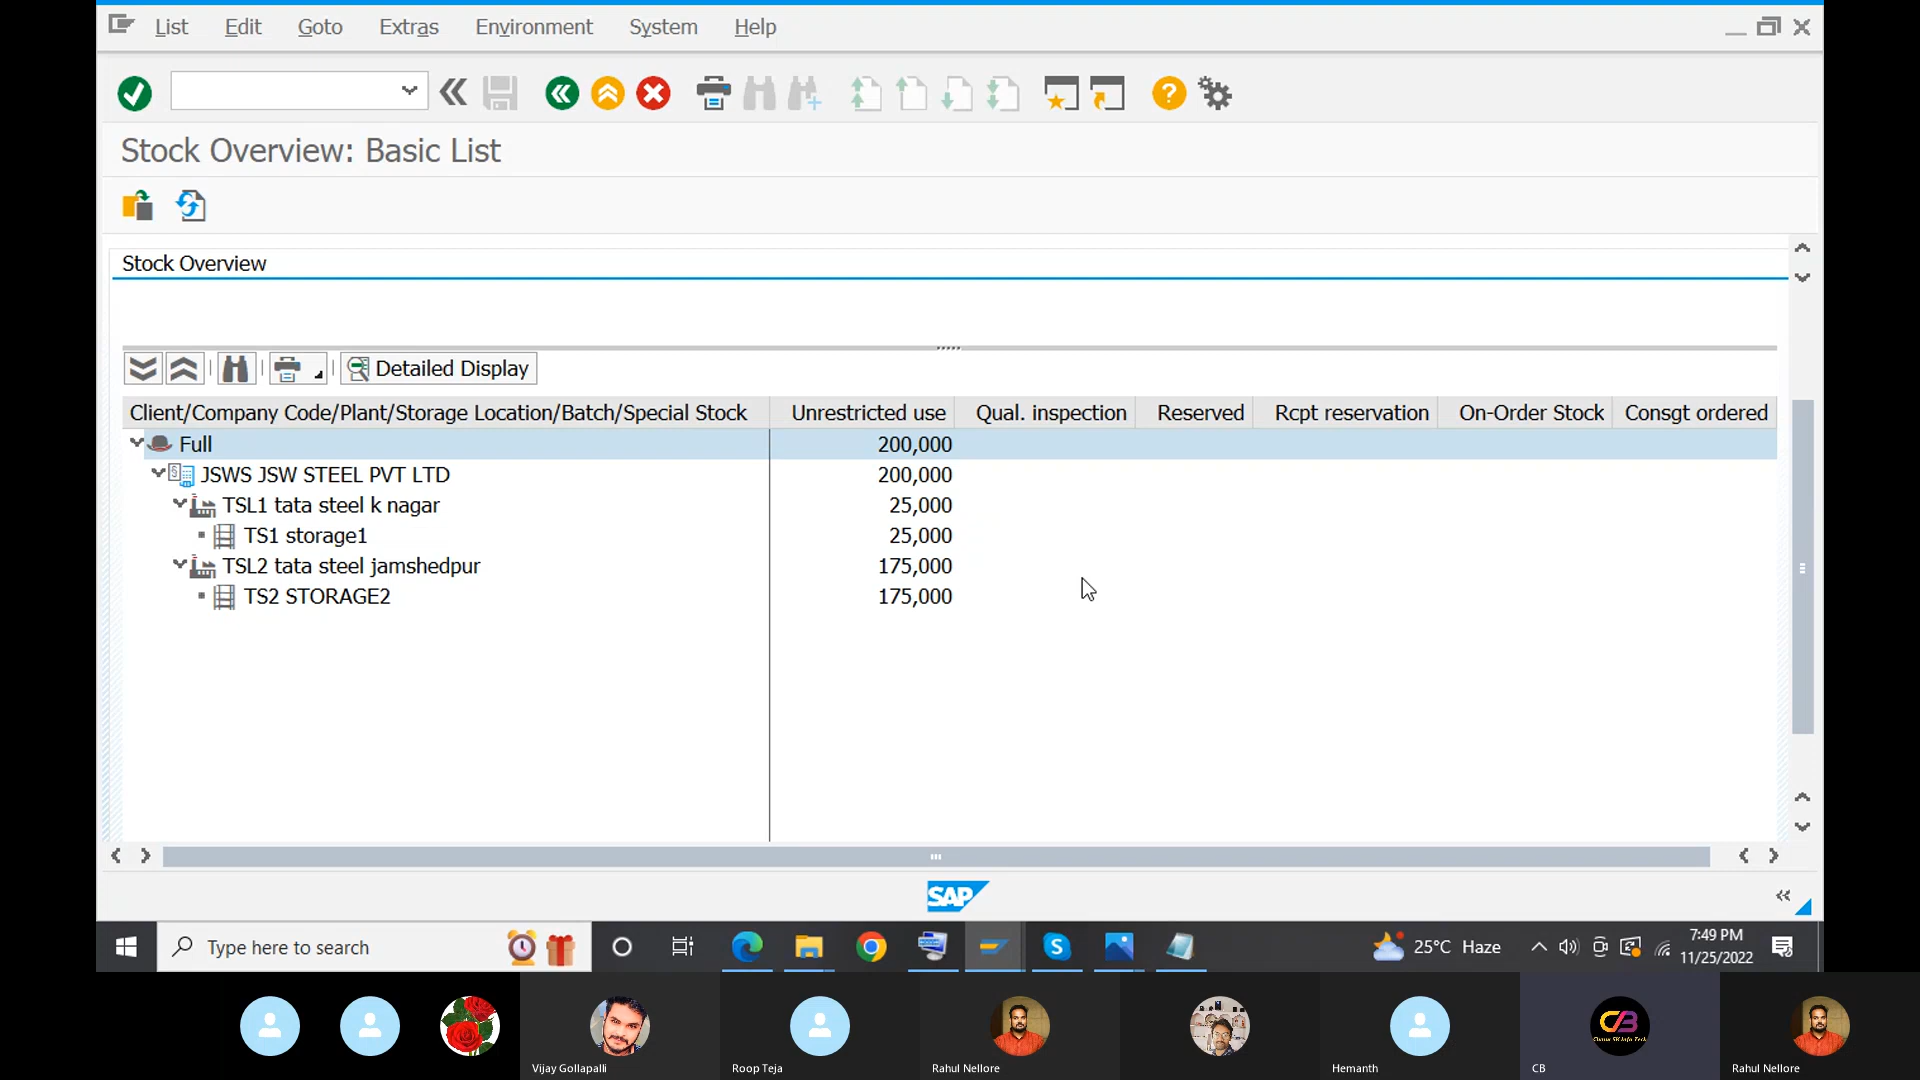 List Edit Goto Extras Environment System Help
Stock Overview: Basic List
Stock Overview
Detailed Display
Client/Company Code/Plant/Storage Location/Batch/Special Stock Unrestricted use Qual. inspection Reserved Rcpt reservation On-Order Stock Consgt ordered
Full 200,000
JSWS JSW STEEL PVT LTD 200,000
TSL1 tata steel k nagar 25,000
TS1 storage1 25,000
TSL2 tata steel jamshedpur 175,000
TS2 STORAGE2 175,000
SAP
Type here to search 25°C Haze 7:49 PM
11/25/2022
CB
Vijay Gollapalli Roop Teja Rahul Nellore Hemanth CB Rahul Nellore